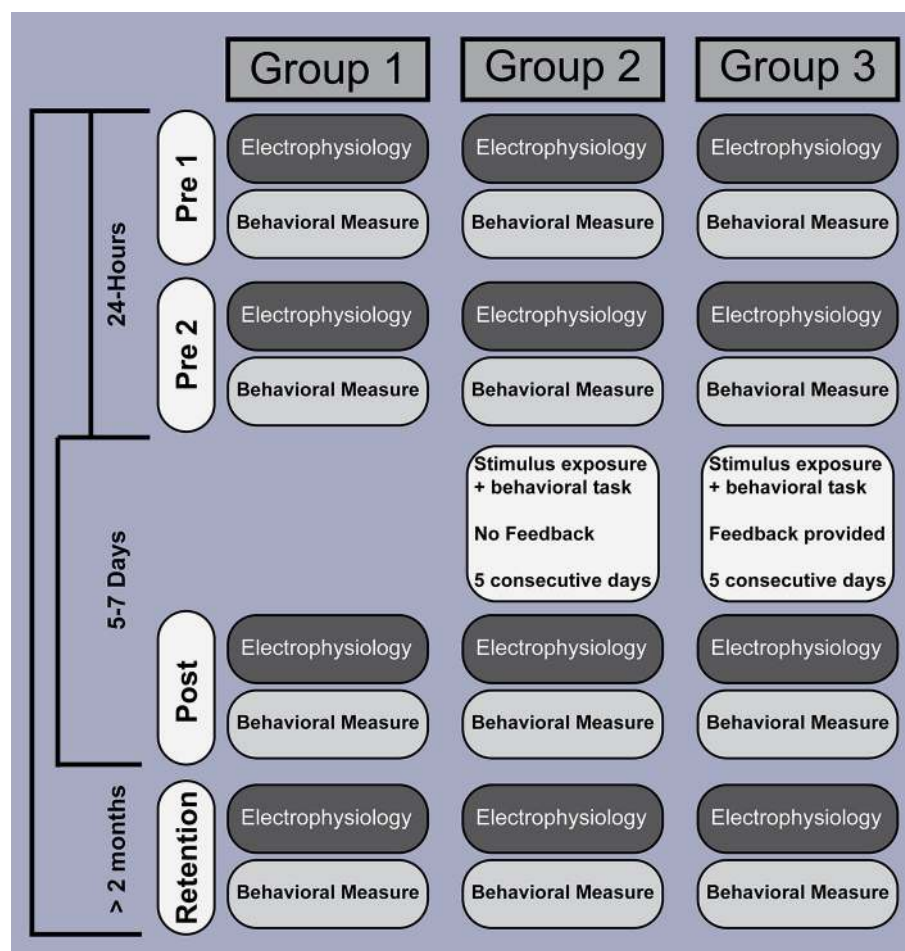 Group 1
Group 2
Group 3
24-Hours
Pre 1
Electrophysiology
Electrophysiology
Electrophysiology
Behavioral Measure
Behavioral Measure
Behavioral Measure
Pre 2
Electrophysiology
Electrophysiology
Electrophysiology
Behavioral Measure
Behavioral Measure
Behavioral Measure
5-7 Days
Stimulus exposure
+ behavioral task
No Feedback
5 consecutive days
Stimulus exposure
+ behavioral task
Feedback provided
5 consecutive days
Post
Electrophysiology
Electrophysiology
Electrophysiology
Behavioral Measure
Behavioral Measure
Behavioral Measure
> 2 months
Retention
Electrophysiology
Electrophysiology
Electrophysiology
Behavioral Measure
Behavioral Measure
Behavioral Measure